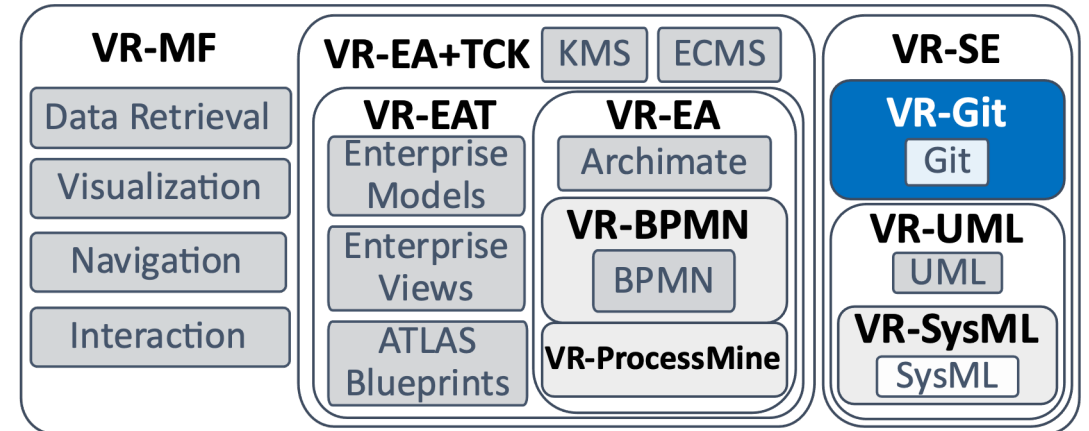 VR-MF
Data Retrieval
Visualization
Navigation
Interaction
VR-EA+TCK
KMS
ECMS
VR-EAT
Enterprise
Models
Enterprise
Views
ATLAS
Blueprints
VR-EA
Archimate
VR-BPMN
BPMN
VR-ProcessMine
VR-SE
VR-Git
Git
VR-UML
UML
VR-SysML
SysML